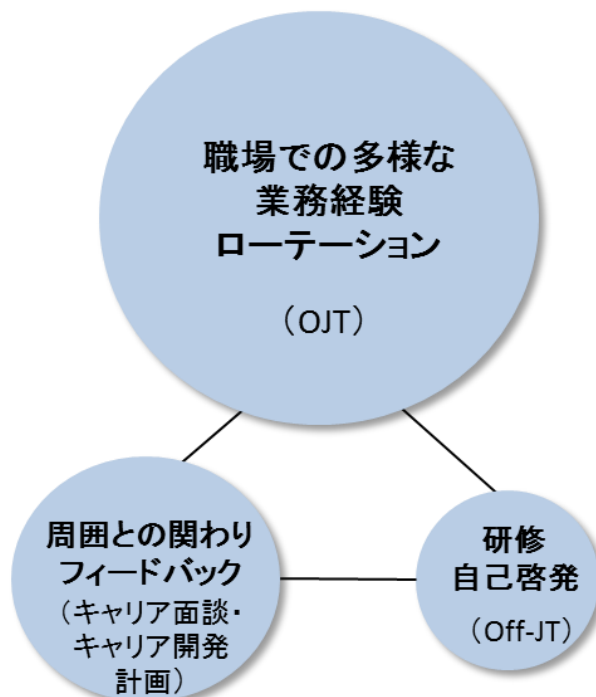 職場での多様な
業務経験
ローテーション
（OJT）
周囲との関わり
フィードバック
（キャリア面談・
キャリア開発
計画）
研修
自己啓発
（Off-JT）